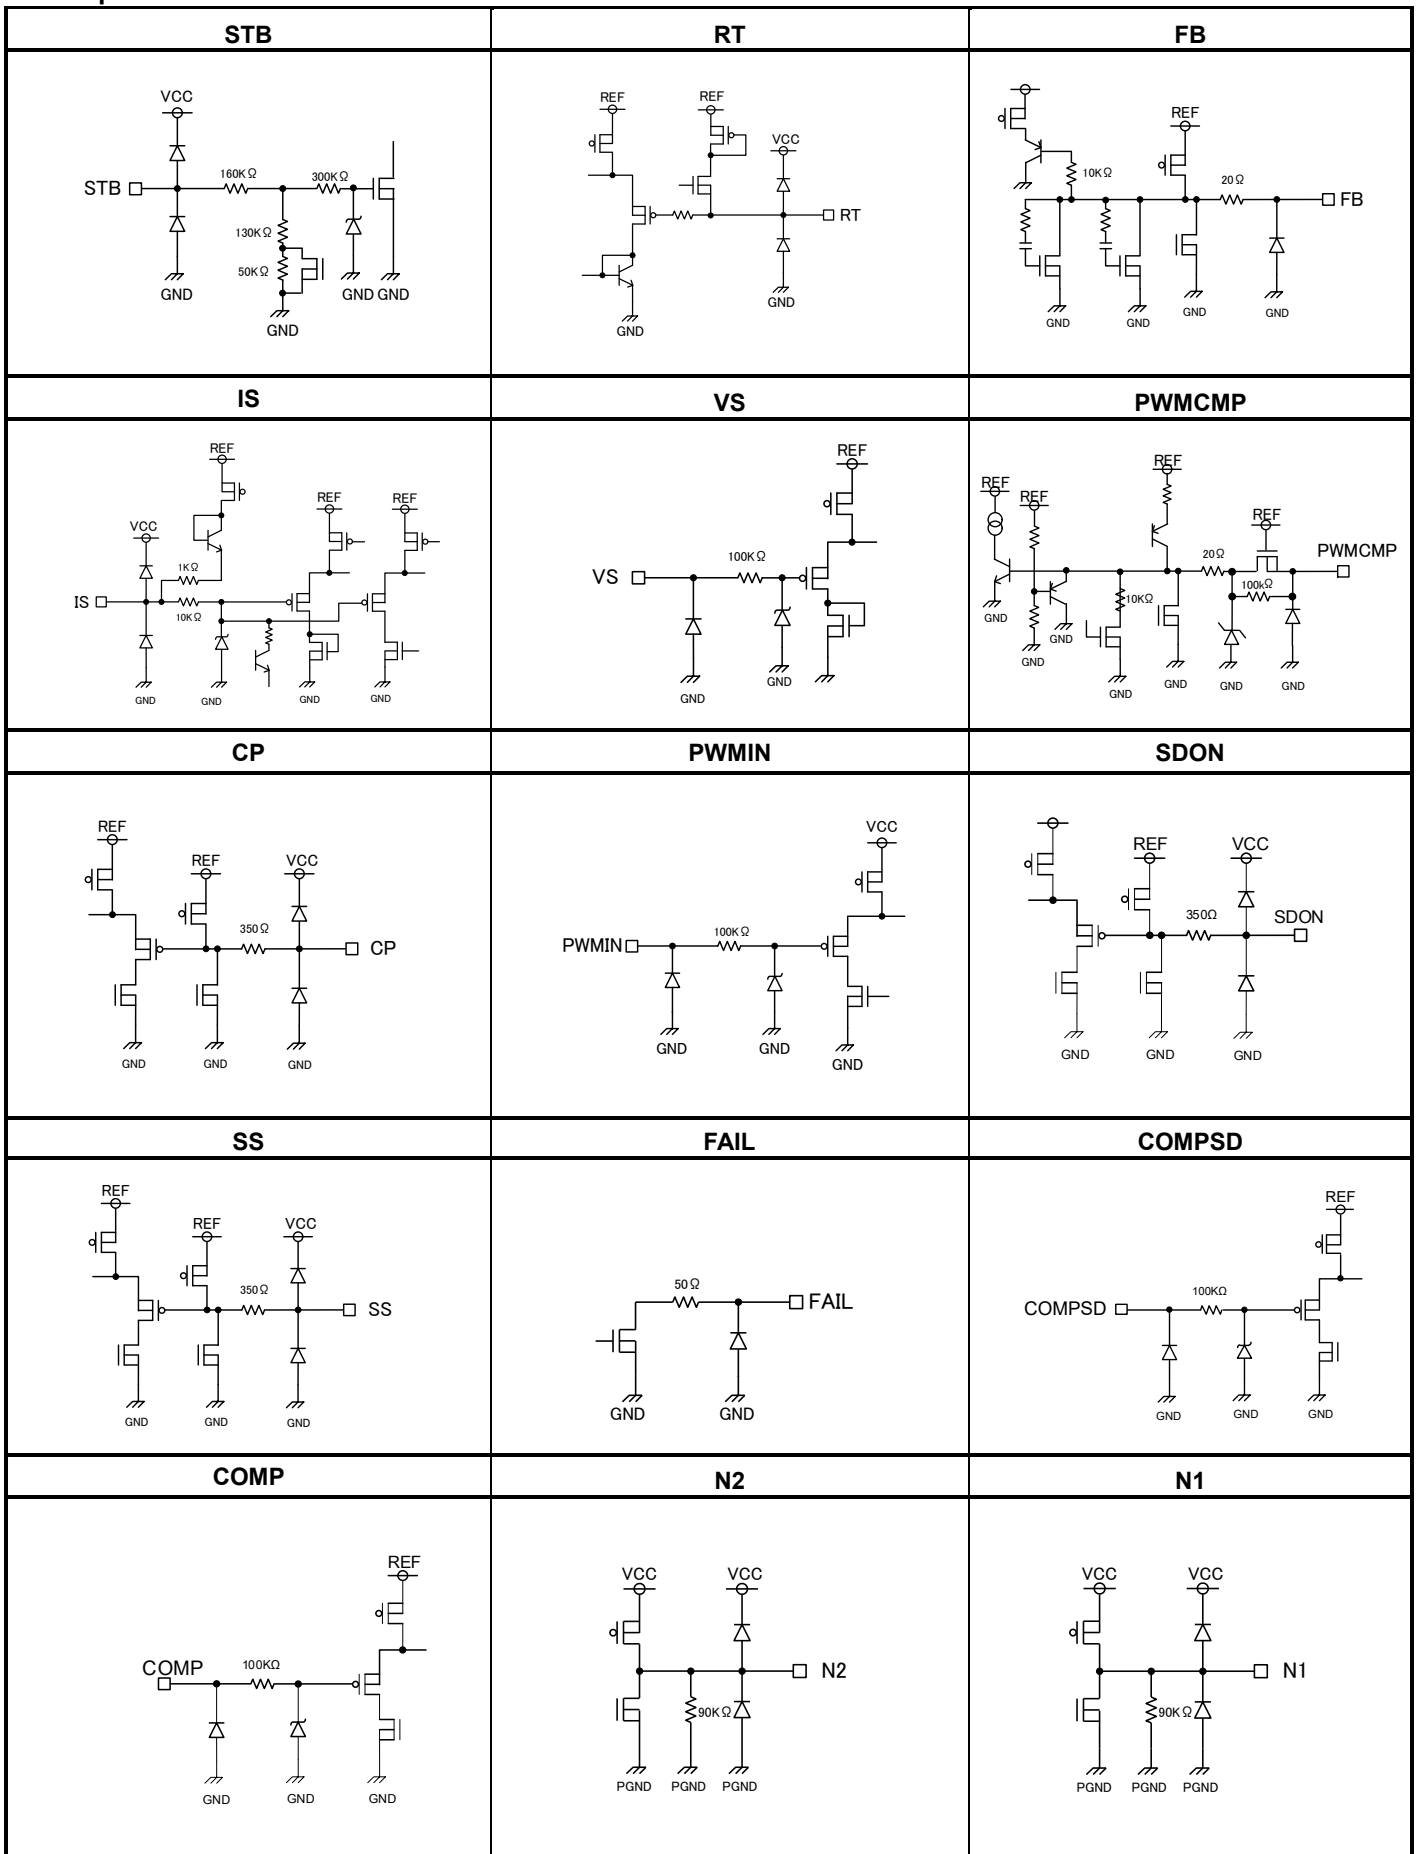 STB
RT
FB
VCC
STB
160KΩ
300KΩ
130KΩ
50KΩ
GND
GND GND
GND
REF
REF
VCC
RT
GND
GND
REF
10KΩ
20Ω
FB
GND
GND
GND
GND
IS
VS
PWMCMP
REF
REF
REF
VCC
1KΩ
IS
10KΩ
GND
GND
GND
GND
REF
100KΩ
VS
GND
GND
REF
REF
REF
REF
20Ω
PWMCMP
100kΩ
10KΩ
GND
GND
GND
GND
GND
GND
CP
PWMIN
SDON
REF
REF
VCC
350Ω
CP
GND
GND
GND
VCC
100KΩ
PWMIN
GND
GND
GND
REF
VCC
350Ω
SDON
GND
GND
GND
SS
FAIL
COMPSD
REF
REF
VCC
350Ω
SS
GND
GND
GND
50Ω
FAIL
GND
GND
REF
100KΩ
COMPSD
GND
GND
GND
COMP
N2
N1
REF
COMP
100KΩ
GND
GND
GND
VCC
VCC
N2
90KΩ
PGND
PGND
PGND
VCC
VCC
N1
90KΩ
PGND
PGND
PGND